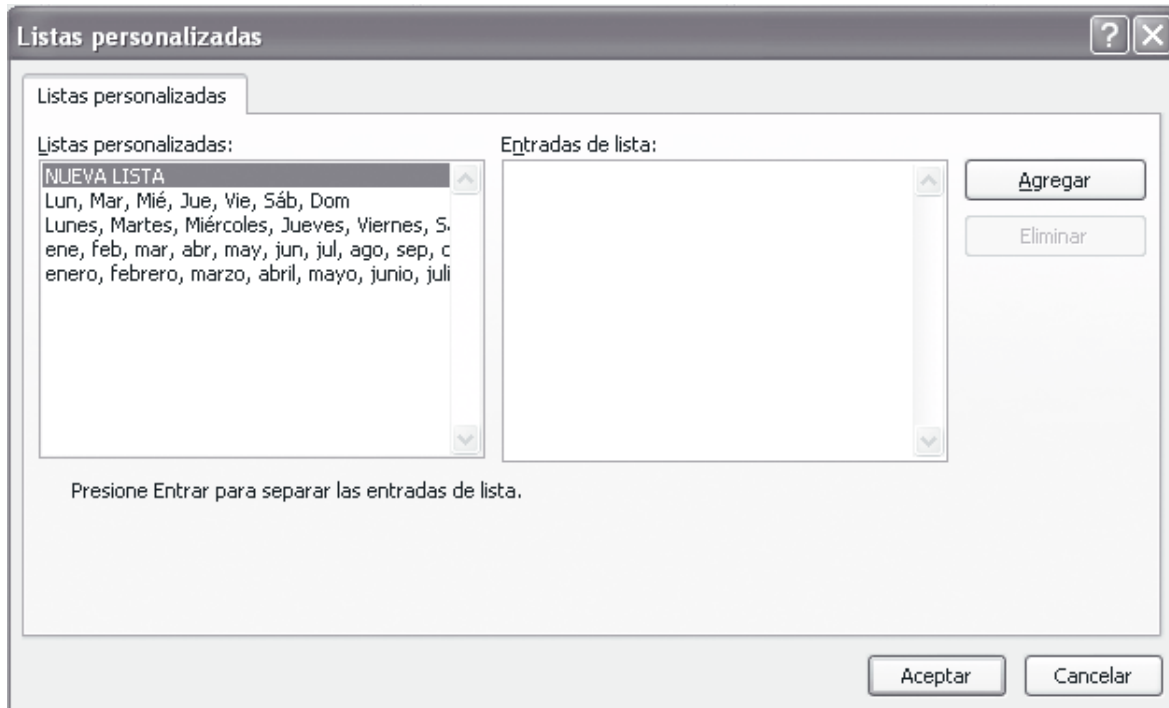 Listas personalizadas
Listas personalizadas
Listas personalizadas:
NUEVA LISTA
Lun, Mar, Mié, Jue, Vie, Sáb, Dom
Lunes, Martes, Miércoles, Jueves, Viernes, S
ene, feb, mar, abr, may, jun, jul, ago, sep,
enero, febrero, marzo, abril, mayo, junio, juli
Entradas de lista:
Agregar
Eliminar
Presione Entrar para separar las entradas de lista.
Aceptar
Cancelar